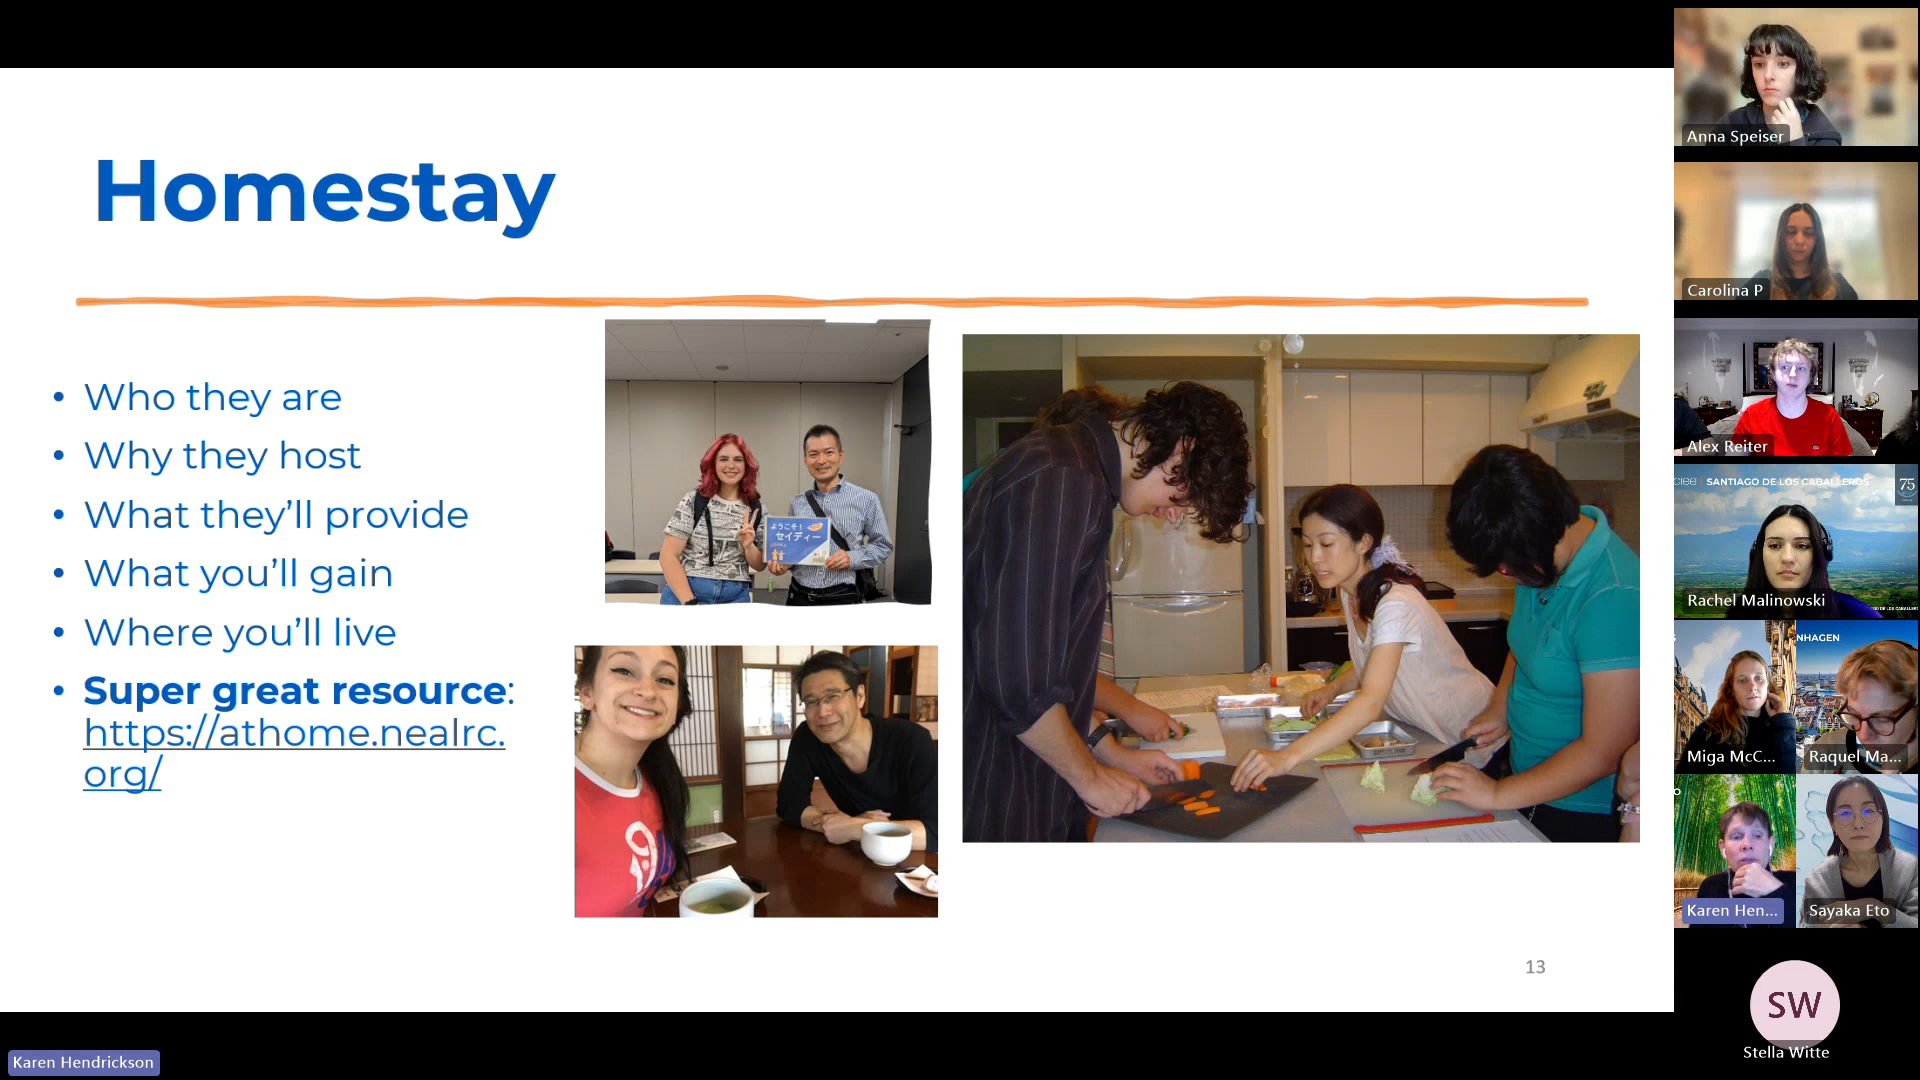 Homestay
• Who they are
• Why they host
• What they’ll provide
• What you’ll gain
• Where you’ll live
• Super great resource:
https://athome.nealrc.
org/
ようこそ！
セイディー
13
Karen Hendrickson
Anna Speiser
Carolina P
Alex Reiter
ciee | SANTIAGO DE LOS CABALLEROS
75
Rachel Malinowski
NHAGEN
Miga McC...
Raquel Ma...
Karen Hen...
Sayaka Eto
SW
Stella Witte